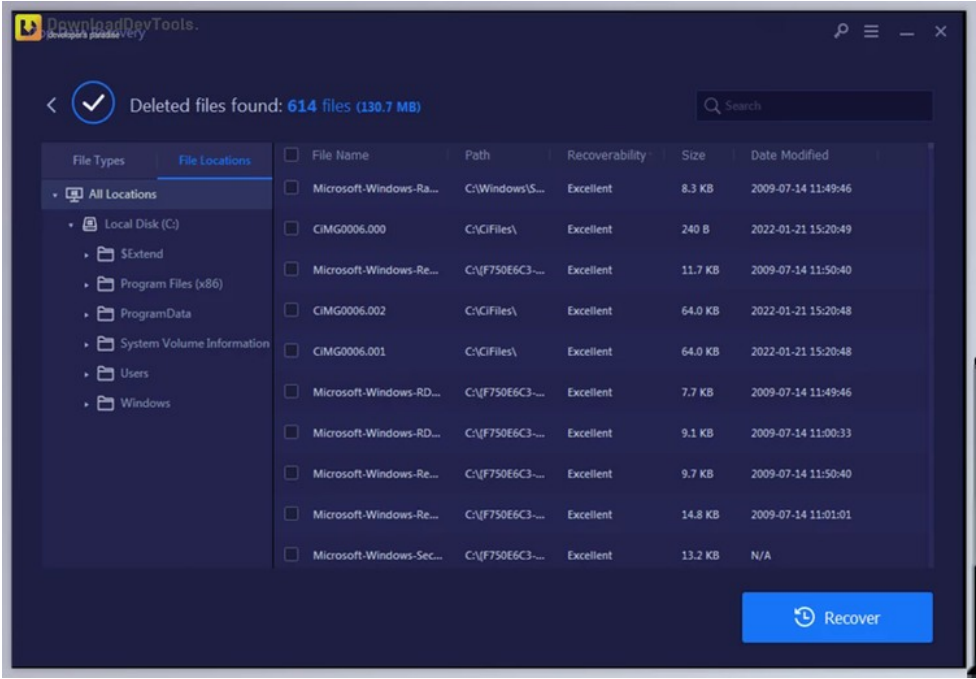 DownloadDevTools.
developer's paradise very
Deleted files found: 614 files (130.7 MB)
Search
File Types File Locations
All Locations
Local Disk (C:)
$Extend
Program Files (x86)
ProgramData
System Volume Information
Users
Windows
File Name Path Recoverability Size Date Modified
Microsoft-Windows-Ra... C:\Windows\S... Excellent 8.3 KB 2009-07-14 11:49:46
CiMG0006.000 C:\CiFiles\ Excellent 240 B 2022-01-21 15:20:49
Microsoft-Windows-Re... C:\[F750E6C3-... Excellent 11.7 KB 2009-07-14 11:50:40
CiMG0006.002 C:\CiFiles\ Excellent 64.0 KB 2022-01-21 15:20:48
CiMG0006.001 C:\CiFiles\ Excellent 64.0 KB 2022-01-21 15:20:48
Microsoft-Windows-RD... C:\[F750E6C3-... Excellent 7.7 KB 2009-07-14 11:49:46
Microsoft-Windows-RD... C:\[F750E6C3-... Excellent 9.1 KB 2009-07-14 11:00:33
Microsoft-Windows-Re... C:\[F750E6C3-... Excellent 9.7 KB 2009-07-14 11:50:40
Microsoft-Windows-Re... C:\[F750E6C3-... Excellent 14.8 KB 2009-07-14 11:01:01
Microsoft-Windows-Sec... C:\[F750E6C3-... Excellent 13.2 KB N/A
Recover